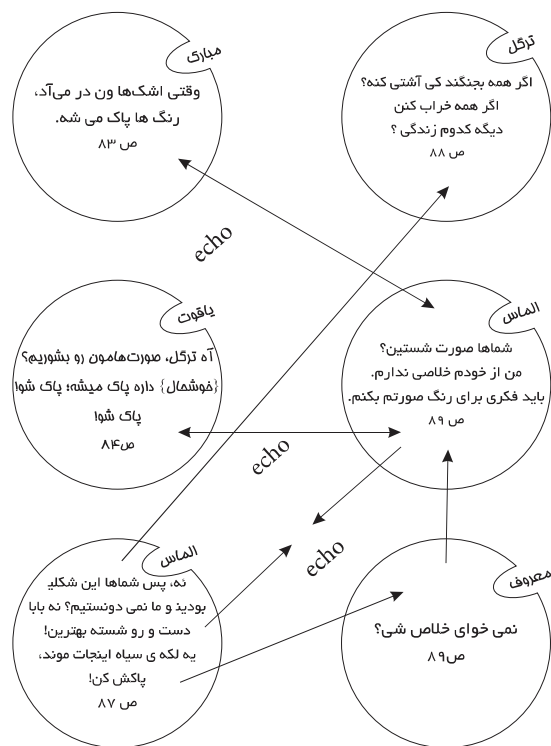 ترگل
اگر همه بجنگند کی آشتی کنه؟
اگر همه خراب کنن
دیگه کدوم زندگی ؟
ص ۸۸
مبارک
وقتی اشک‌ها ون در می‌آد،
رنگ ها پاک می شه.
ص ۸۳
echo
الماس
شماها صورت شستین؟
من از خودم خلاصی ندارم.
باید فکری برای رنگ صورتم بکنم.
ص ۸۹
یاقوت
آه ترگل، صورت‌هامون رو بشوریم؟
{خوشحال} داره پاک میشه؛ پاک شو!
پاک شو!
ص۸۴
echo
echo
معروف
نمی خوای خلاص شی؟
ص۸۹
الماس
نه، پس شماها این شکلی
بودید و ما نمی دونستیم؟ نه بابا
دست و رو شسته بهترین!
یه لکه ی سیاه اینجات موند،
پاکش کن!
ص ۸۷